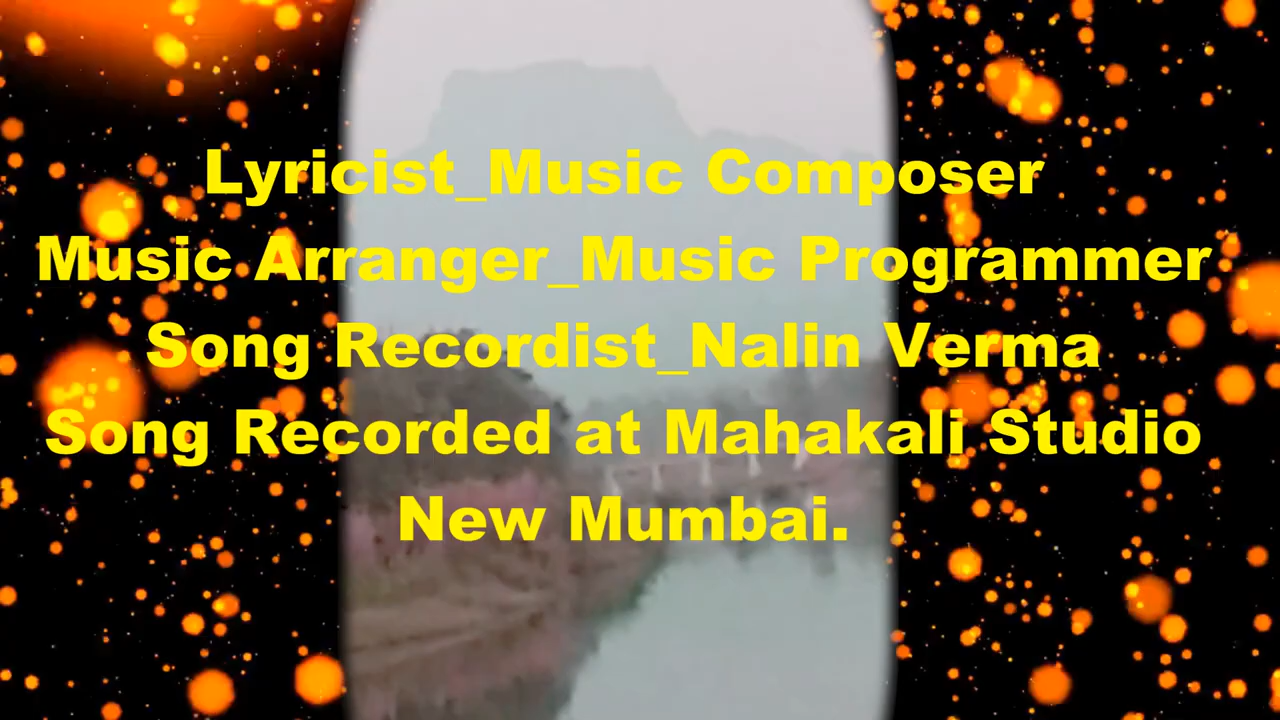 Lyricist_Music Composer
Music Arranger_Music Programmer
Song Recordist_Nalin Verma
Song Recorded at Mahakali Studio
New Mumbai.